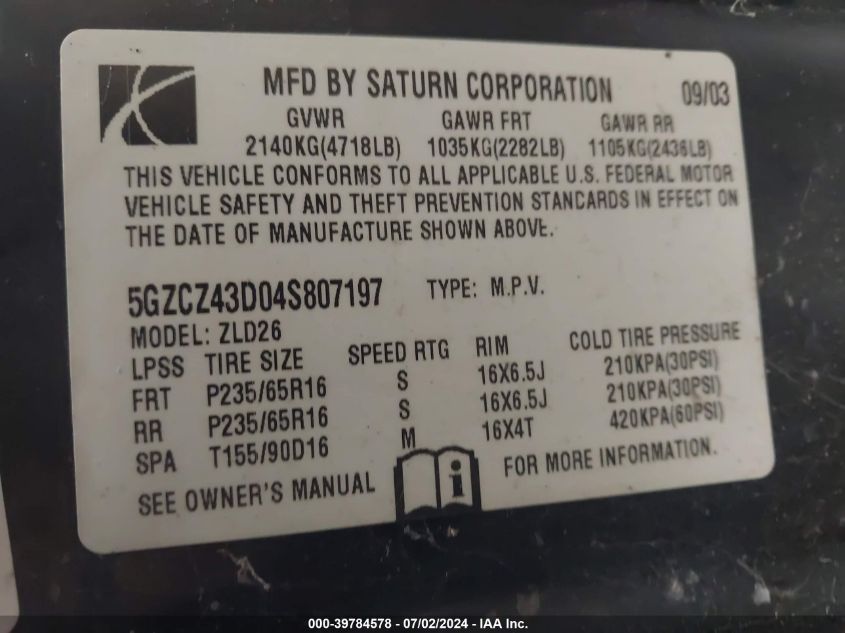 MFD BY SATURN CORPORATION 09/03
GVWR GAWR FRT GAWR RR
2140KG(4718LB) 1035KG(2282LB) 1105KG(2436LB)
THIS VEHICLE CONFORMS TO ALL APPLICABLE U.S. FEDERAL MOTOR
VEHICLE SAFETY AND THEFT PREVENTION STANDARDS IN EFFECT ON
THE DATE OF MANUFACTURE SHOWN ABOVE.
5GZCZ43D04S807197 TYPE: M.P.V.
MODEL: ZLD26
LPSS TIRE SIZE SPEED RTG RIM COLD TIRE PRESSURE
FRT P235/65R16 S 16X6.5J 210KPA(30PSI)
RR P235/65R16 S 16X6.5J 210KPA(30PSI)
SPA T155/90D16 M 16X4T 420KPA(60PSI)
SEE OWNER'S MANUAL i FOR MORE INFORMATION.
000-39784578 - 07/02/2024 - IAA Inc.